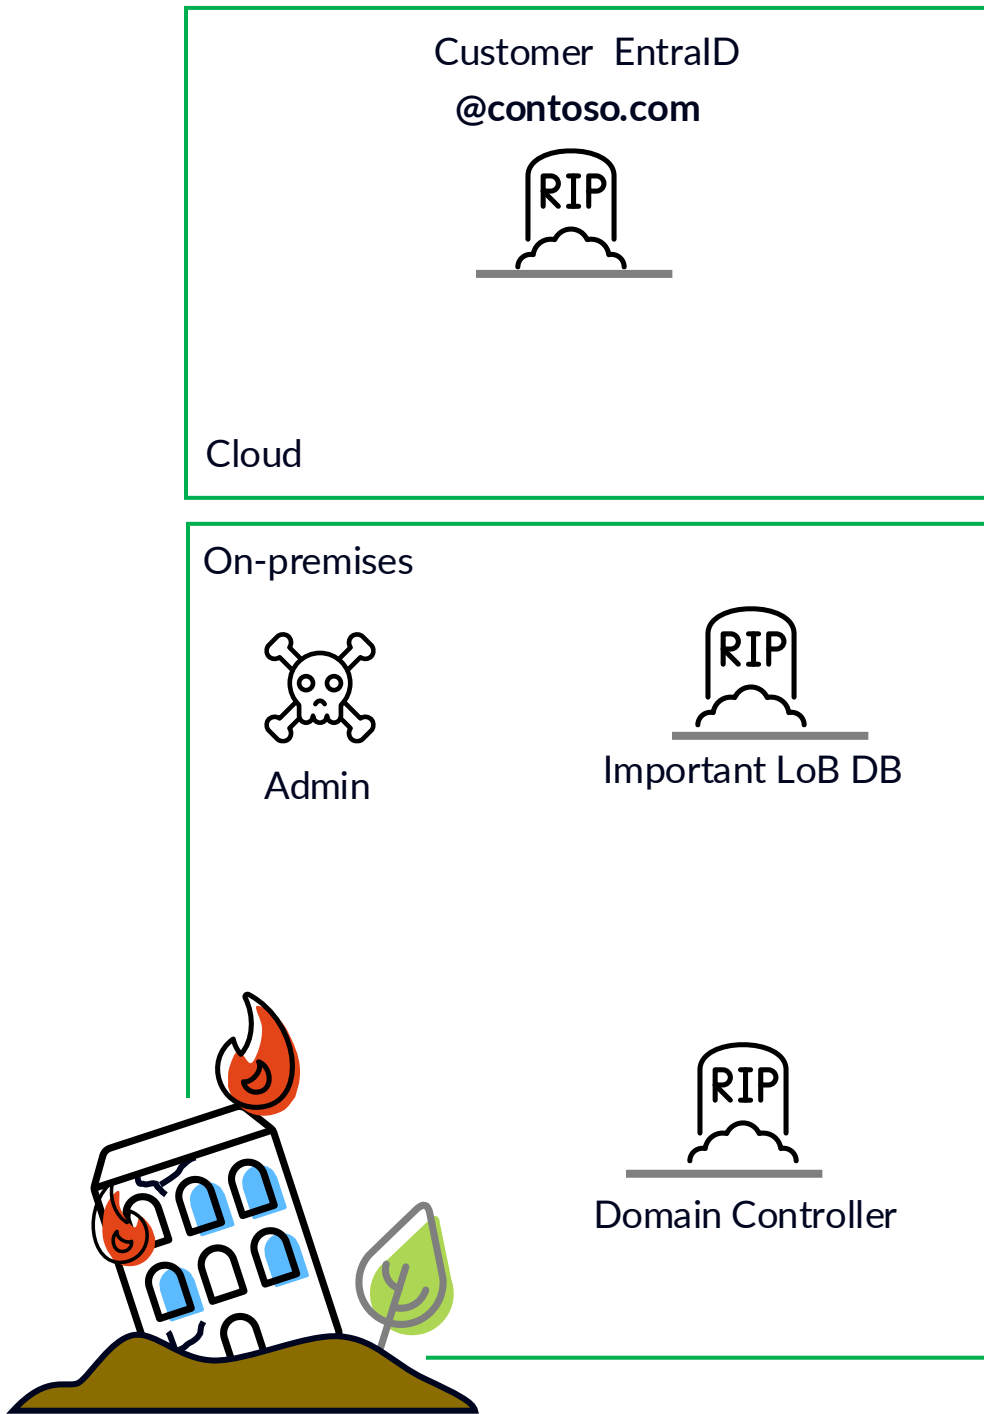 Customer EntraID
@contoso.com
RIP
Cloud
On-premises
RIP
Admin
Important LoB DB
RIP
Domain Controller